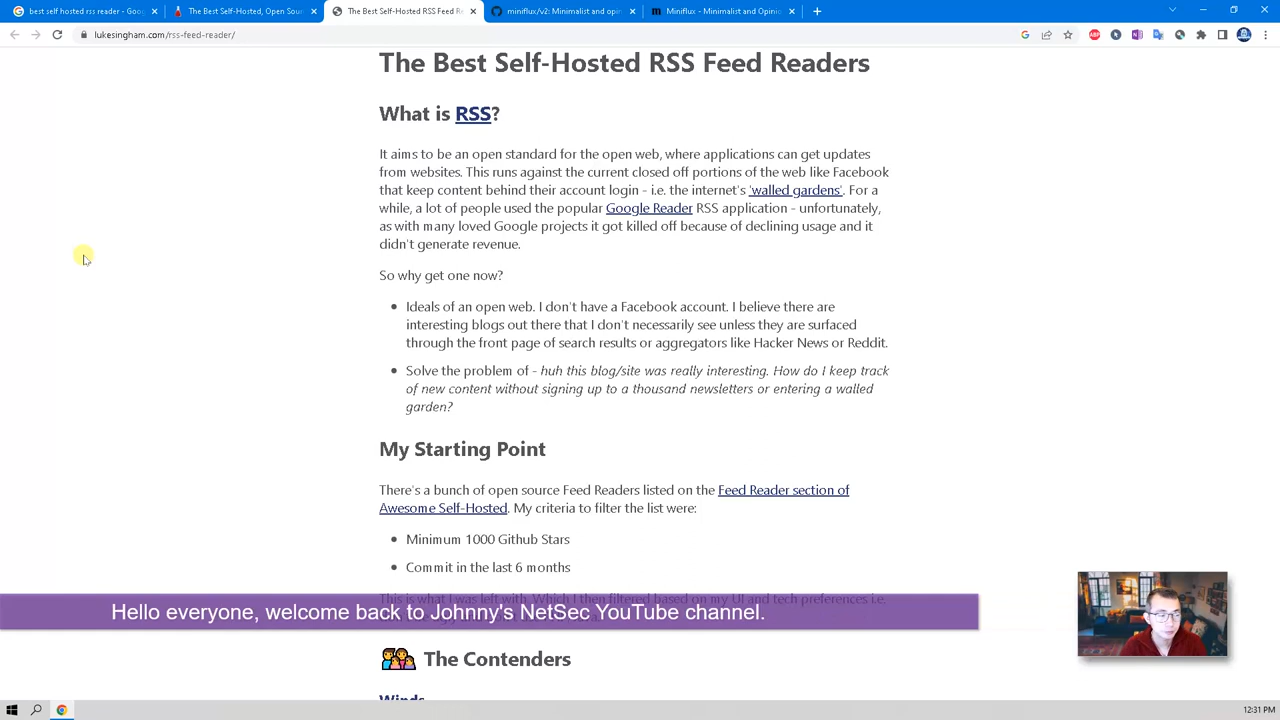 best self hosted rss reader - Goo
The Best Self-Hosted, Open Sour
The Best Self-Hosted RSS Feed R
miniflux/v2: Minimalist and opin
Miniflux - Minimalist and Opinio
lukesingham.com/rss-feed-reader/
The Best Self-Hosted RSS Feed Readers
What is RSS?
It aims to be an open standard for the open web, where applications can get updates
from websites. This runs against the current closed off portions of the web like Facebook
that keep content behind their account login - i.e. the internet's 'walled gardens'. For a
while, a lot of people used the popular Google Reader RSS application - unfortunately,
as with many loved Google projects it got killed off because of declining usage and it
didn't generate revenue.
So why get one now?
Ideals of an open web. I don't have a Facebook account. I believe there are
interesting blogs out there that I don't necessarily see unless they are surfaced
through the front page of search results or aggregators like Hacker News or Reddit.
Solve the problem of - huh this blog/site was really interesting. How do I keep track
of new content without signing up to a thousand newsletters or entering a walled
garden?
My Starting Point
There's a bunch of open source Feed Readers listed on the Feed Reader section of
Awesome Self-Hosted. My criteria to filter the list were:
Minimum 1000 Github Stars
Commit in the last 6 months
This is what I was left with. Which I then filtered based on my UI and tech preferences i.e.
Hello everyone, welcome back to Johnny's NetSec YouTube channel.
The Contenders
Winds
12:31 PM